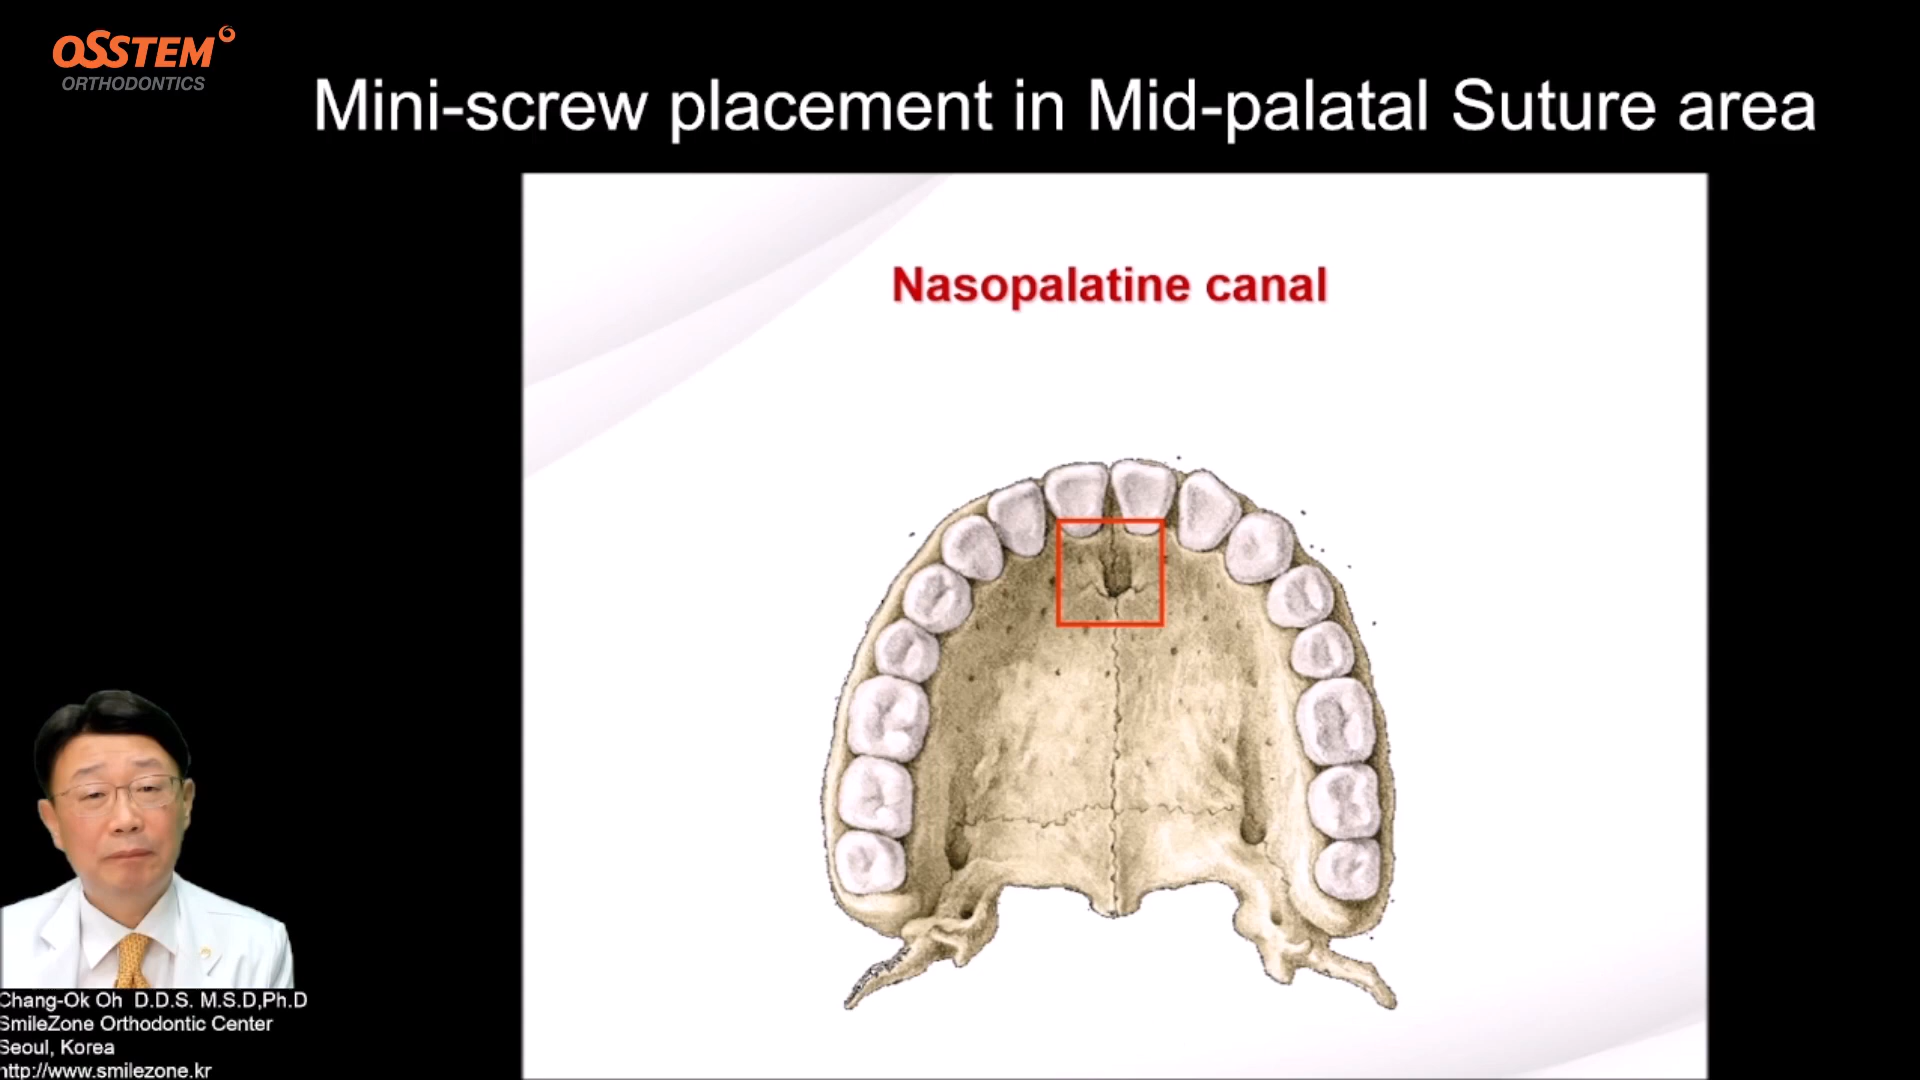 OSSTEM
ORTHODONTICS
Mini-screw placement in Mid-palatal Suture area
Nasopalatine canal
Chang-Ok Oh D.D.S. M.S.D,Ph.D
SmileZone Orthodontic Center
Seoul, Korea
http://www.smilezone.kr